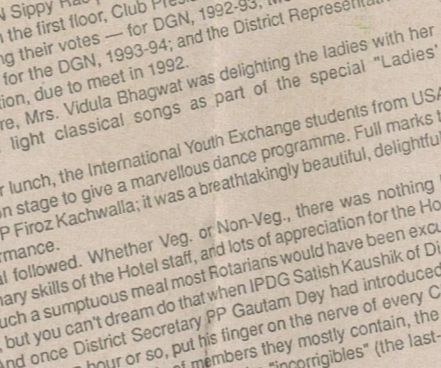 Sippy
the first floor, Club
ng their votes — for DGN, 1992-93,
for the DGN, 1993-94; and the District
ion, due to meet in 1992.
re, Mrs. Vidula Bhagwat was delighting the ladies with her
light classical songs as part of the special "Ladies'
r lunch, the International Youth Exchange students from USA
on stage to give a marvellous dance programme. Full marks t
P Firoz Kachwalla; it was a breathtakingly beautiful, delightful
rmance.
al followed. Whether Veg. or Non-Veg., there was nothing
nary skills of the Hotel staff, and lots of appreciation for the Ho
uch a sumptuous meal most Rotarians would have been excu
, but you can't dream do that when IPDG Satish Kaushik of Di
And once District Secretary PP Gautam Dey had introduced
hour or so, put his finger on the nerve of every C
of members they mostly contain, the
"incorrigibles" (the last-